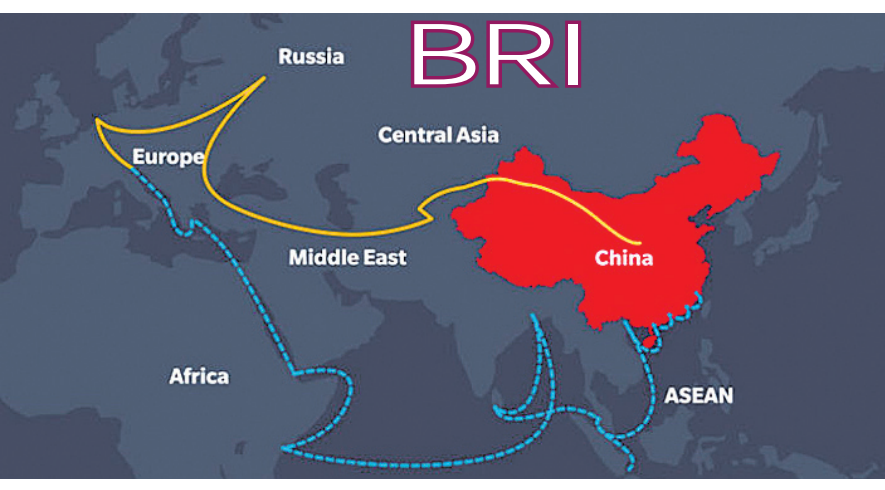 BRI
Russia
Central Asia
Europe
Middle East
China
Africa
ASEAN